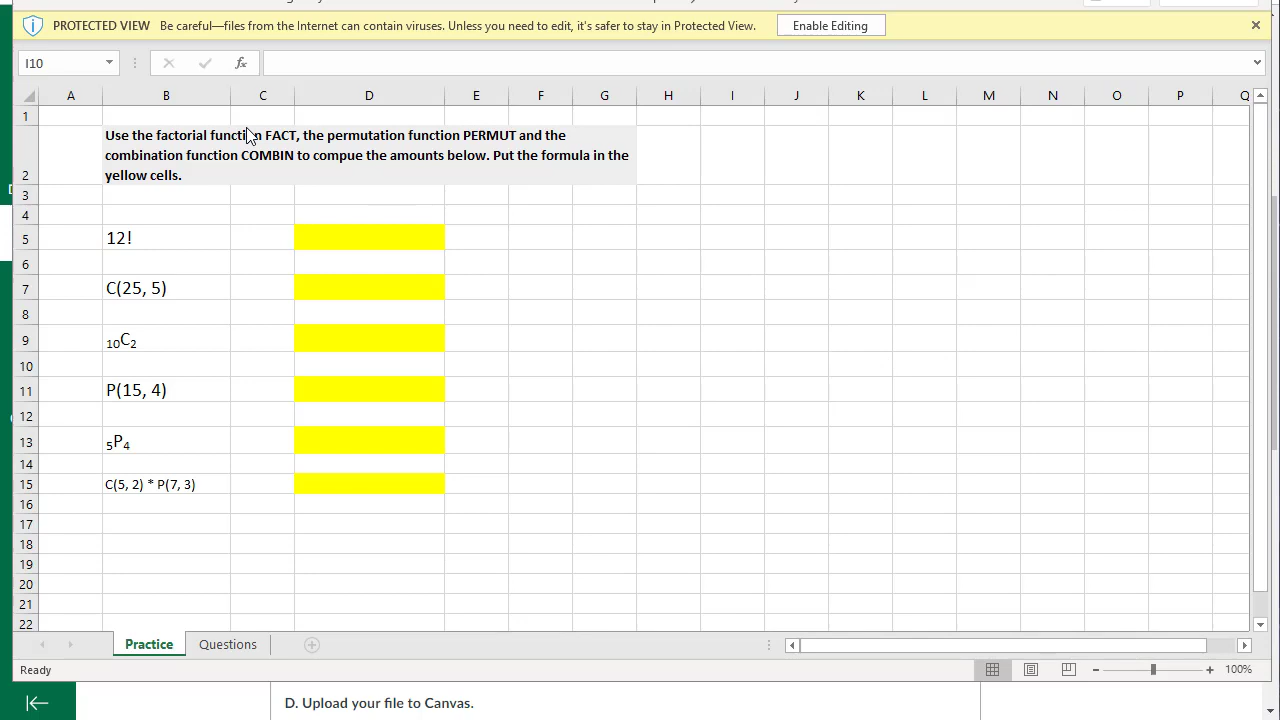 PROTECTED VIEW Be careful—files from the Internet can contain viruses. Unless you need to edit, it's safer to stay in Protected View. Enable Editing
I10 fx
A B C D E F G H I J K L M N O P Q
1
Use the factorial function FACT, the permutation function PERMUT and the
combination function COMBIN to compue the amounts below. Put the formula in the
2 yellow cells.
3
4
5 12!
6
7 C(25, 5)
8
9 ₁₀C₂
10
11 P(15, 4)
12
13 ₅P₄
14
15 C(5, 2) * P(7, 3)
16
17
18
19
20
21
22
Practice Questions
Ready 100%
D. Upload your file to Canvas.